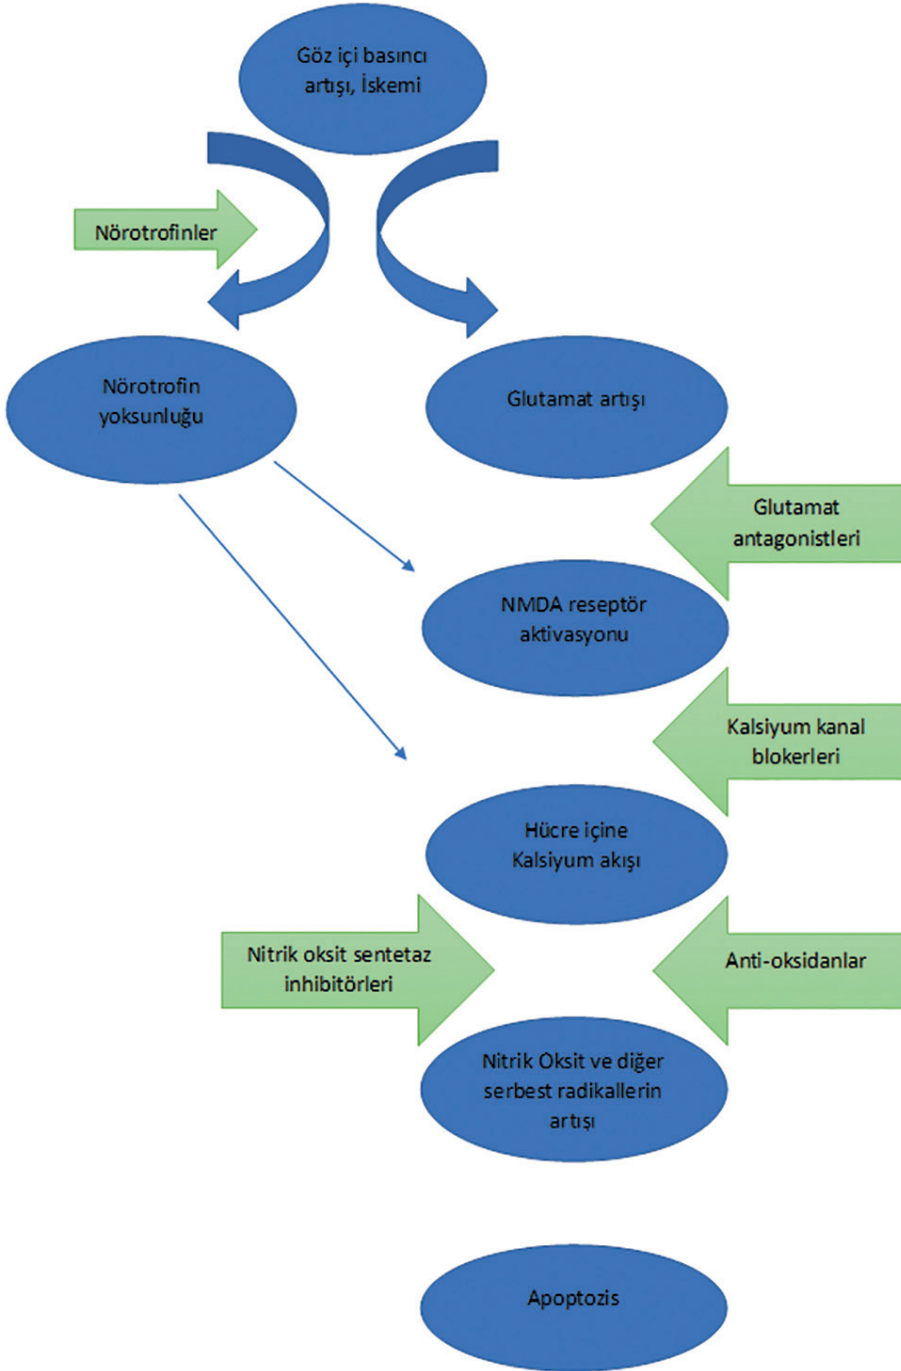 Göz içi basıncı
artışı, İskemi
Nörotrofinler
Nörotrofin
yoksunluğu
Glutamat artışı
Glutamat
antagonistleri
NMDA reseptör
aktivasyonu
Kalsiyum kanal
blokerleri
Hücre içine
Kalsiyum akışı
Nitrik oksit sentetaz
inhibitörleri
Anti-oksidanlar
Nitrik Oksit ve diğer
serbest radikallerin
artışı
Apoptozis